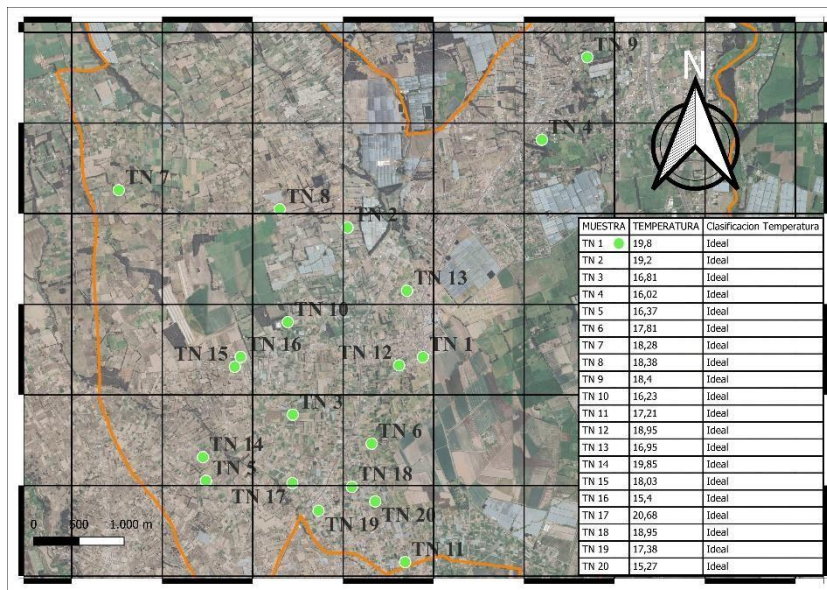 N
TN 9
TN 4
TN 7
TN 8
TN 2
TN 13
TN 10
TN 16
TN 15
TN 1
TN 12
TN 3
TN 6
TN 14
TN 5
TN 18
TN 17
TN 20
TN 19
TN 11
0 500 1.000 m
MUESTRA TEMPERATURA Clasificacion Temperatura
TN 1 19,8 Ideal
TN 2 19,2 Ideal
TN 3 16,81 Ideal
TN 4 16,02 Ideal
TN 5 16,37 Ideal
TN 6 17,81 Ideal
TN 7 18,28 Ideal
TN 8 18,38 Ideal
TN 9 18,4 Ideal
TN 10 16,23 Ideal
TN 11 17,21 Ideal
TN 12 18,95 Ideal
TN 13 16,95 Ideal
TN 14 19,85 Ideal
TN 15 18,03 Ideal
TN 16 15,4 Ideal
TN 17 20,68 Ideal
TN 18 18,95 Ideal
TN 19 17,38 Ideal
TN 20 15,27 Ideal